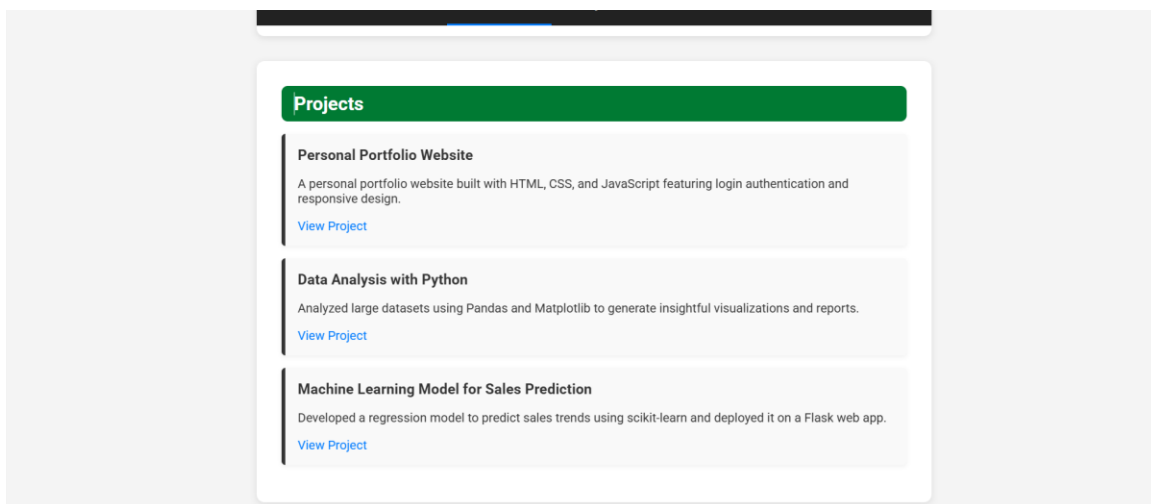 Projects
Personal Portfolio Website
A personal portfolio website built with HTML, CSS, and JavaScript featuring login authentication and
responsive design.
View Project
Data Analysis with Python
Analyzed large datasets using Pandas and Matplotlib to generate insightful visualizations and reports.
View Project
Machine Learning Model for Sales Prediction
Developed a regression model to predict sales trends using scikit-learn and deployed it on a Flask web app.
View Project